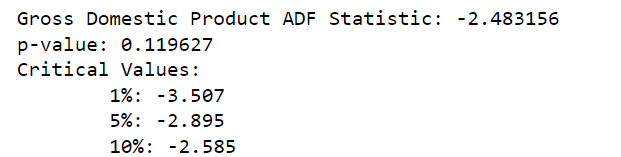 Gross Domestic Product ADF Statistic: -2.483156
p-value: 0.119627
Critical Values:
1%: -3.507
5%: -2.895
10%: -2.585